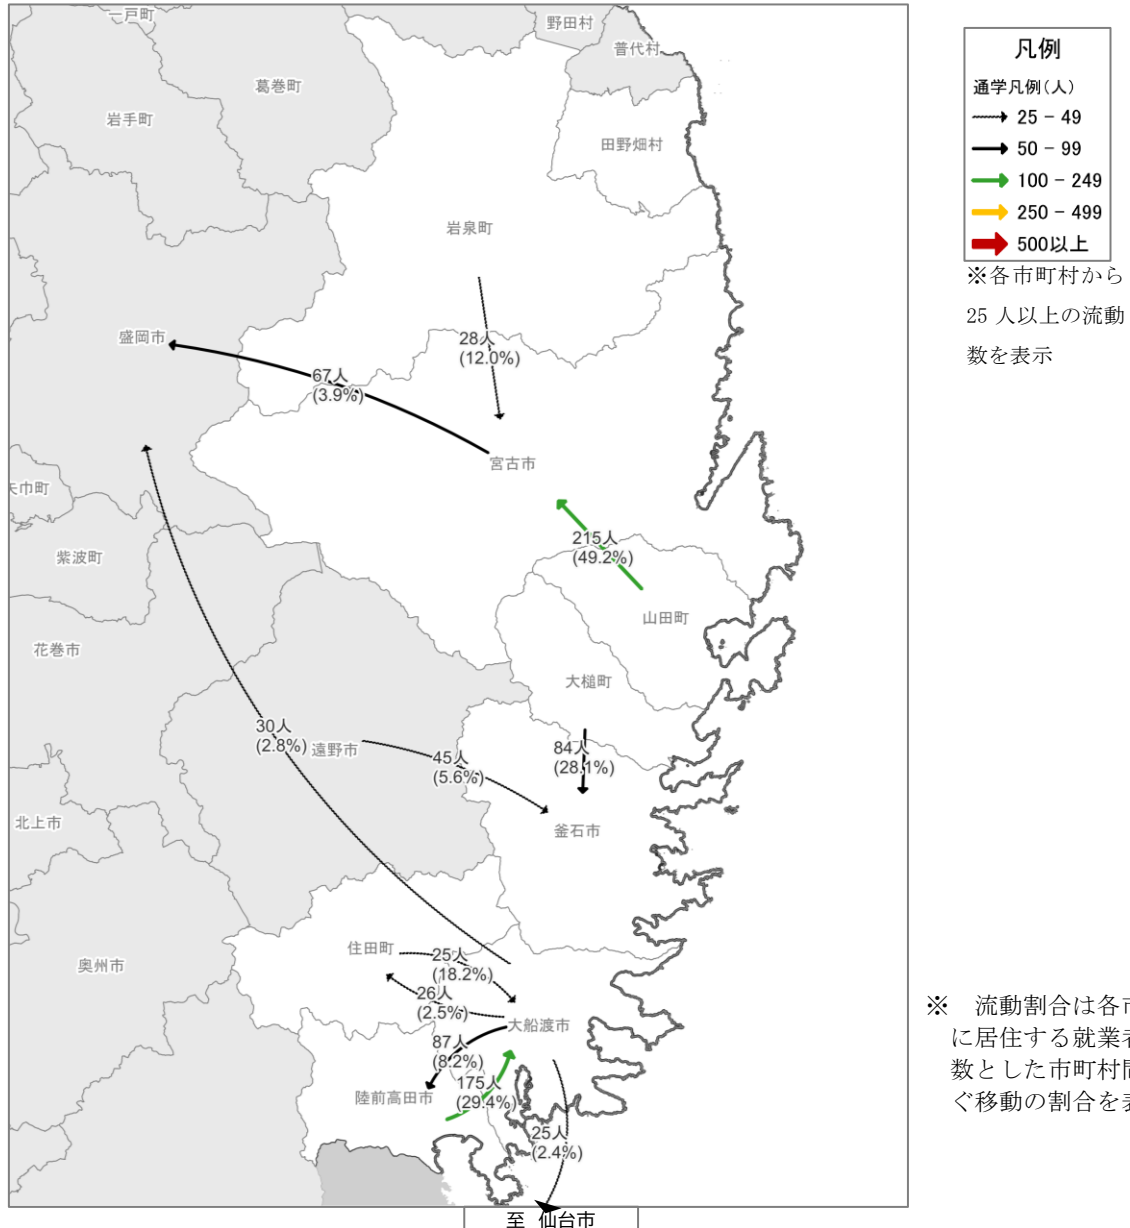 一戸町
野田村
普代村
葛巻町
岩手町
田野畑村
岩泉町
盛岡市
28人
(12.0%)
67人
(3.9%)
宮古市
矢巾町
215人
(49.2%)
紫波町
山田町
花巻市
大槌町
30人
(2.8%)
遠野市
45人
(5.6%)
84人
(28.1%)
北上市
釜石市
住田町
25人
(18.2%)
奥州市
26人
(2.5%)
大船渡市
87人
(8.2%)
陸前高田市
175人
(29.4%)
25人
(2.4%)
至 仙台市
凡例
通学凡例(人)
25 - 49
50 - 99
100 - 249
250 - 499
500以上
※各市町村から
25 人以上の流動
数を表示
※ 流動割合は各市
に居住する就業者
数とした市町村間
ぐ移動の割合を表